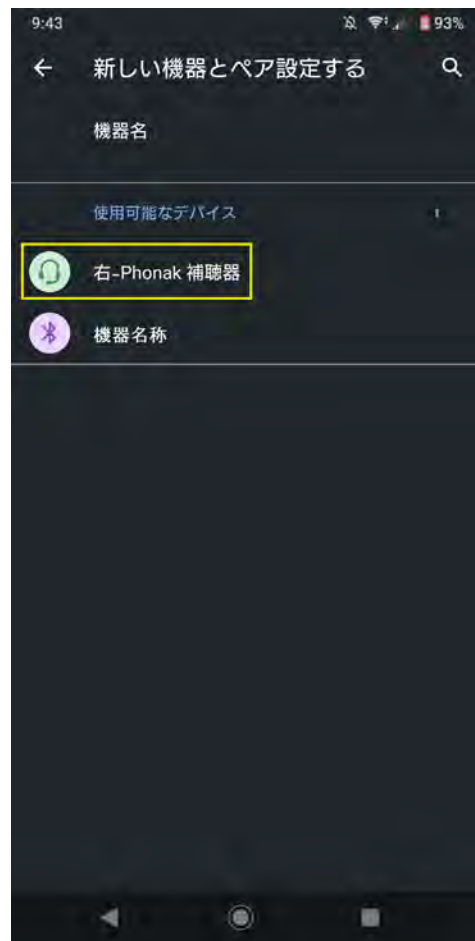 9:43
93%
新しい機器とペア設定する
機器名
使用可能なデバイス
右-Phonak 補聴器
機器名称